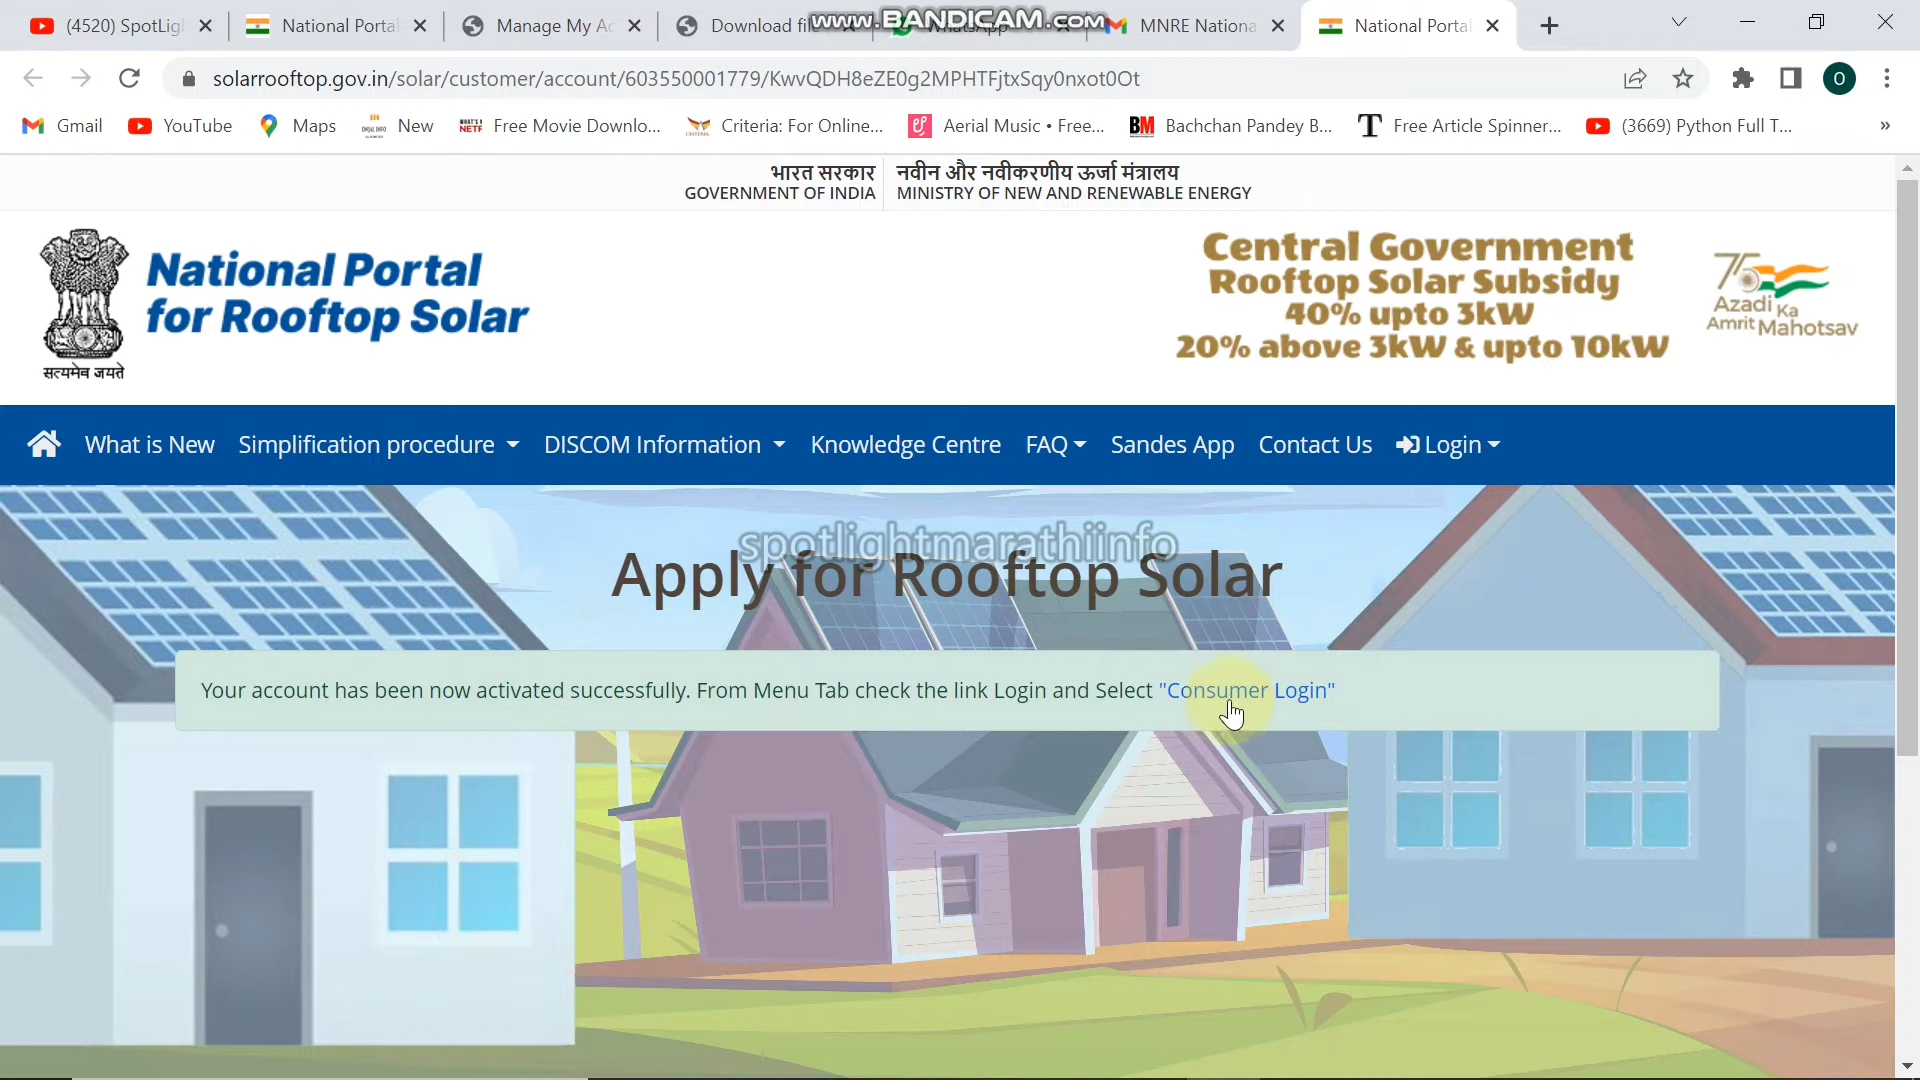 (4520) SpotLig
National Portal
Manage My Ac
Download file
WhatsApp
MNRE Nationa
National Portal
www.BANDICAM.com
solarrooftop.gov.in/solar/customer/account/603550001779/KwvQDH8eZE0g2MPHTFjtxSqy0nxot0Ot
O
Gmail
YouTube
Maps
New
Free Movie Downlo...
Criteria: For Online...
Aerial Music • Free...
BM
Bachchan Pandey B...
T
Free Article Spinner...
(3669) Python Full T...
»
भारत सरकार
GOVERNMENT OF INDIA
नवीन और नवीकरणीय ऊर्जा मंत्रालय
MINISTRY OF NEW AND RENEWABLE ENERGY
सत्यमेव जयते
National Portal
for Rooftop Solar
Central Government
Rooftop Solar Subsidy
40% upto 3kW
20% above 3kW & upto 10kW
75
Azadi Ka
Amrit Mahotsav
What is New
Simplification procedure
DISCOM Information
Knowledge Centre
FAQ
Sandes App
Contact Us
Login
spotlightmarathiinfo
Apply for Rooftop Solar
Your account has been now activated successfully. From Menu Tab check the link Login and Select "Consumer Login"